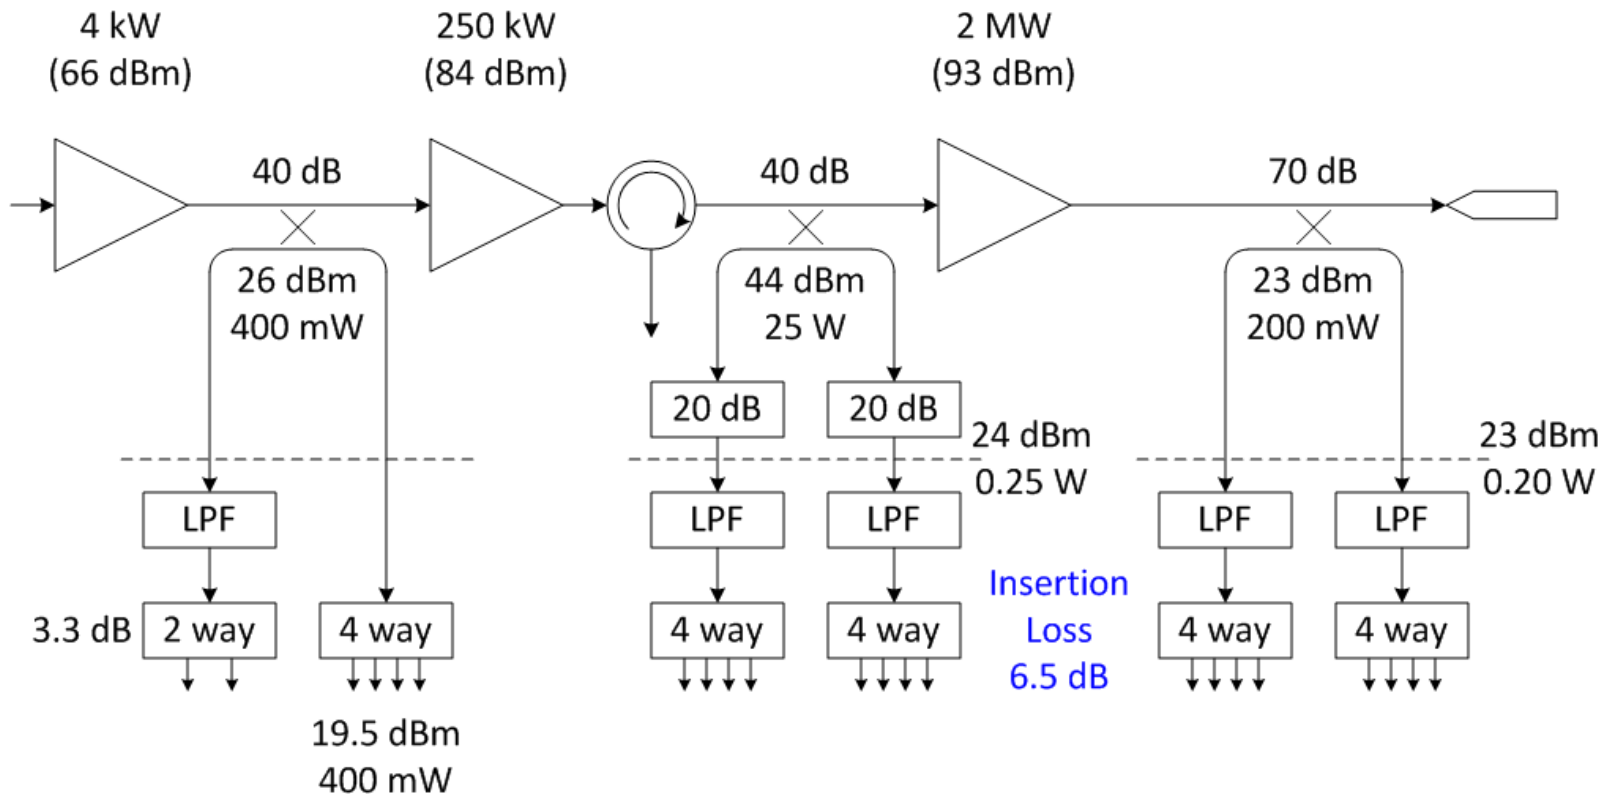 4 kW
(66 dBm)
250 kW
(84 dBm)
2 MW
(93 dBm)
40 dB
40 dB
70 dB
26 dBm
400 mW
44 dBm
25 W
23 dBm
200 mW
20 dB
20 dB
24 dBm
0.25 W
23 dBm
0.20 W
LPF
LPF
LPF
LPF
LPF
3.3 dB
2 way
4 way
4 way
4 way
Insertion
Loss
6.5 dB
4 way
4 way
19.5 dBm
400 mW